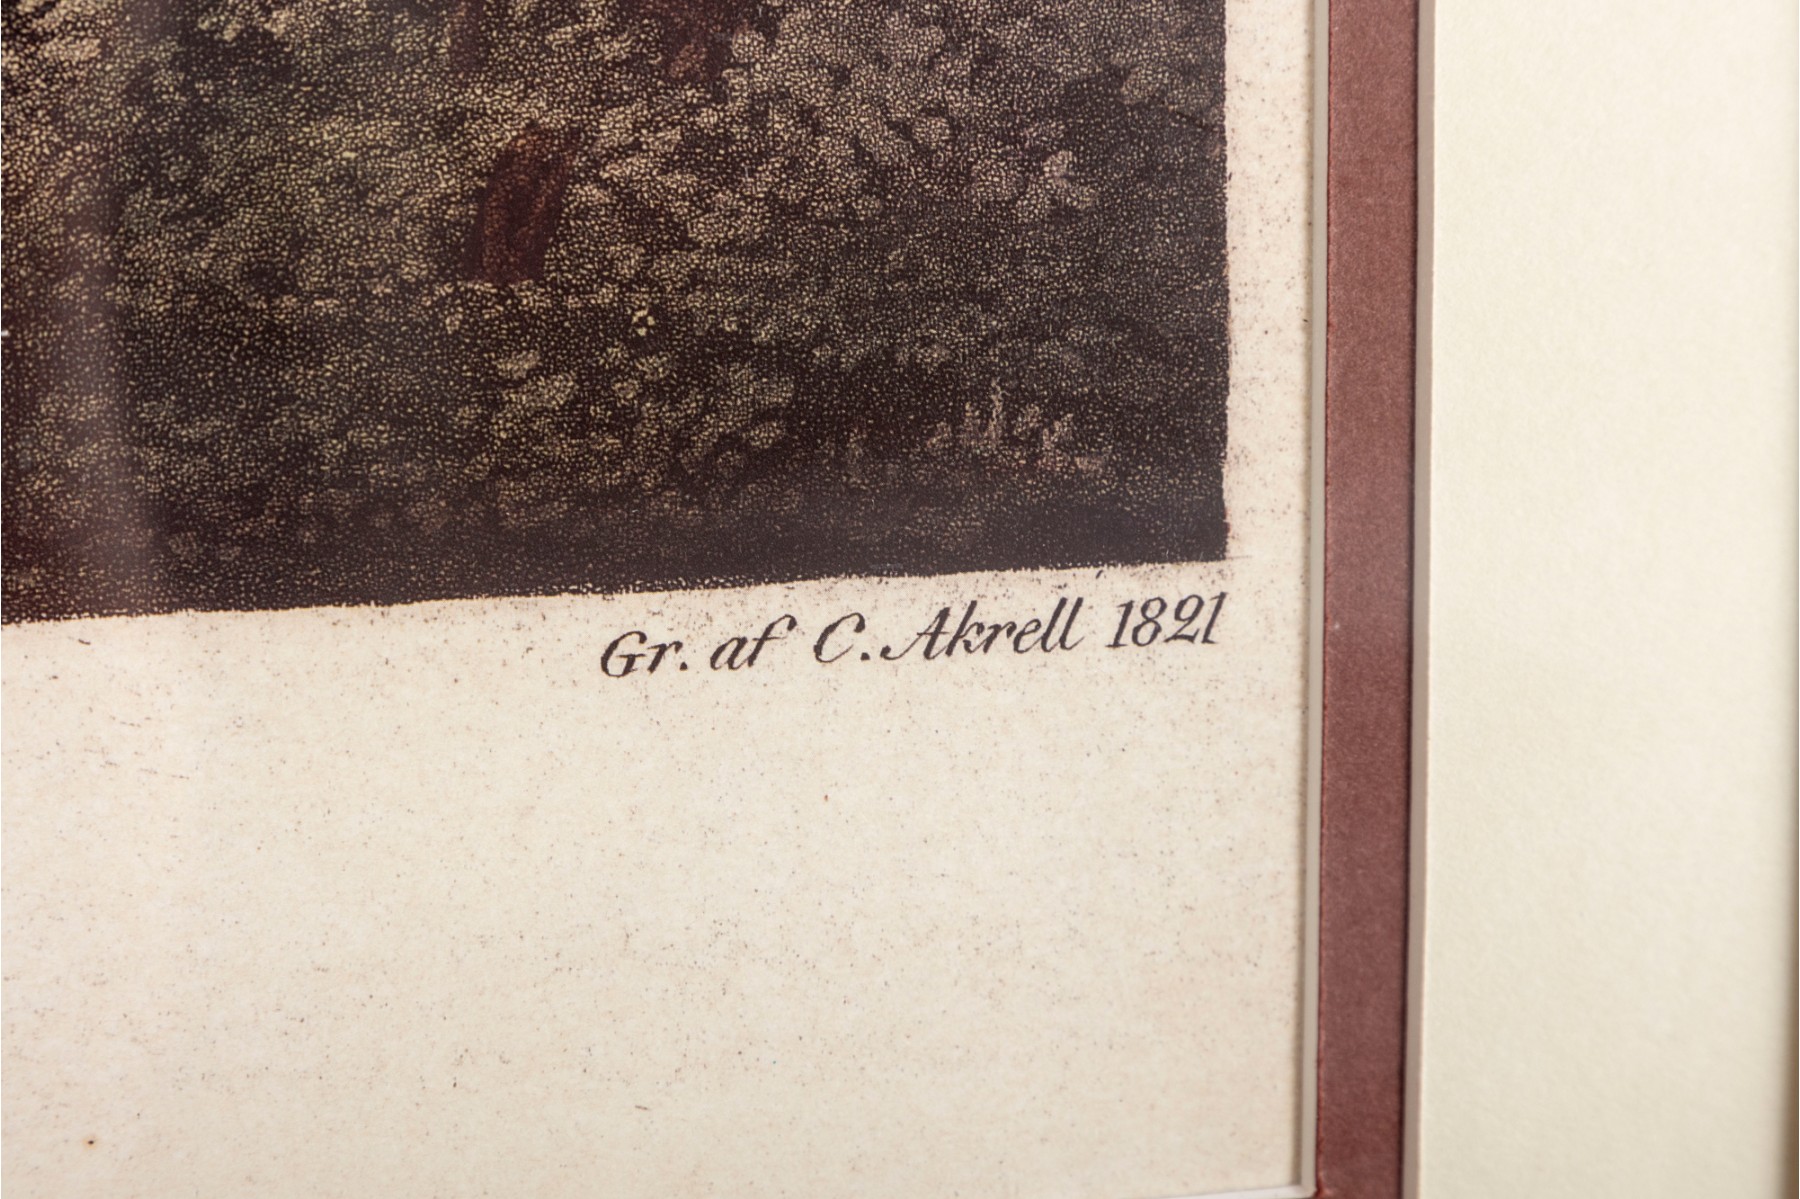 Gr. af C. Akrell 1821